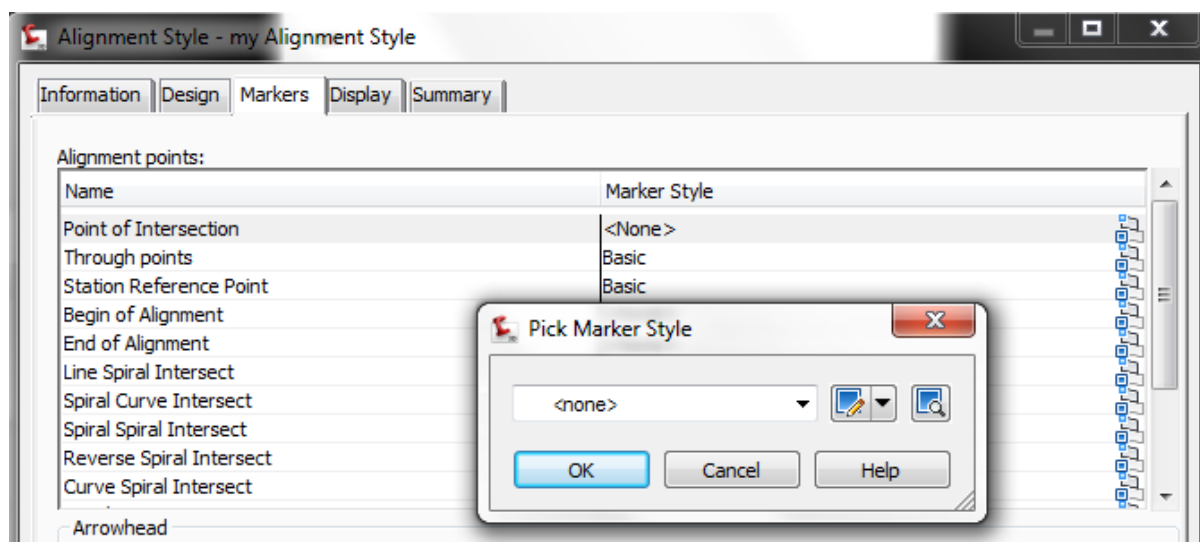 Alignment Style - my Alignment Style
Information Design Markers Display Summary
Alignment points:
Name Marker Style
Point of Intersection <None>
Through points Basic
Station Reference Point Basic
Begin of Alignment
End of Alignment
Line Spiral Intersect
Spiral Curve Intersect
Spiral Spiral Intersect
Reverse Spiral Intersect
Curve Spiral Intersect
Pick Marker Style
<none>
OK Cancel Help
Arrowhead